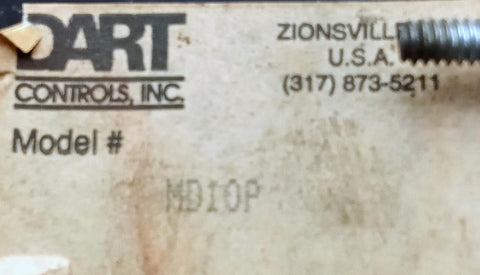 DART
CONTROLS, INC.
ZIONSVILLE
U.S.A.
(317) 873-5211
Model #
MD10P